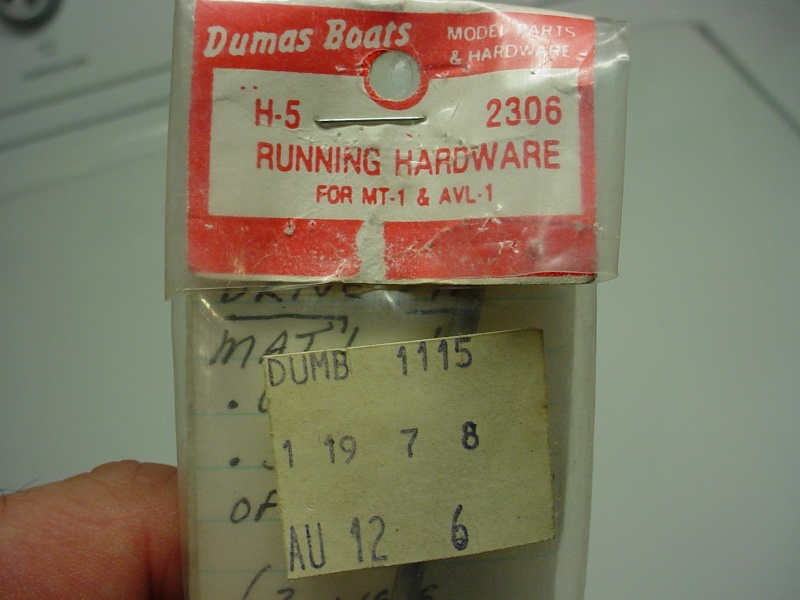 Dumas Boats MODEL PARTS
& HARDWARE
H-5 2306
RUNNING HARDWARE
FOR MT-1 & AVL-1
DRIVE
MAT'L
DUMB 1115
1 19 7 8
OF
AU 12 6